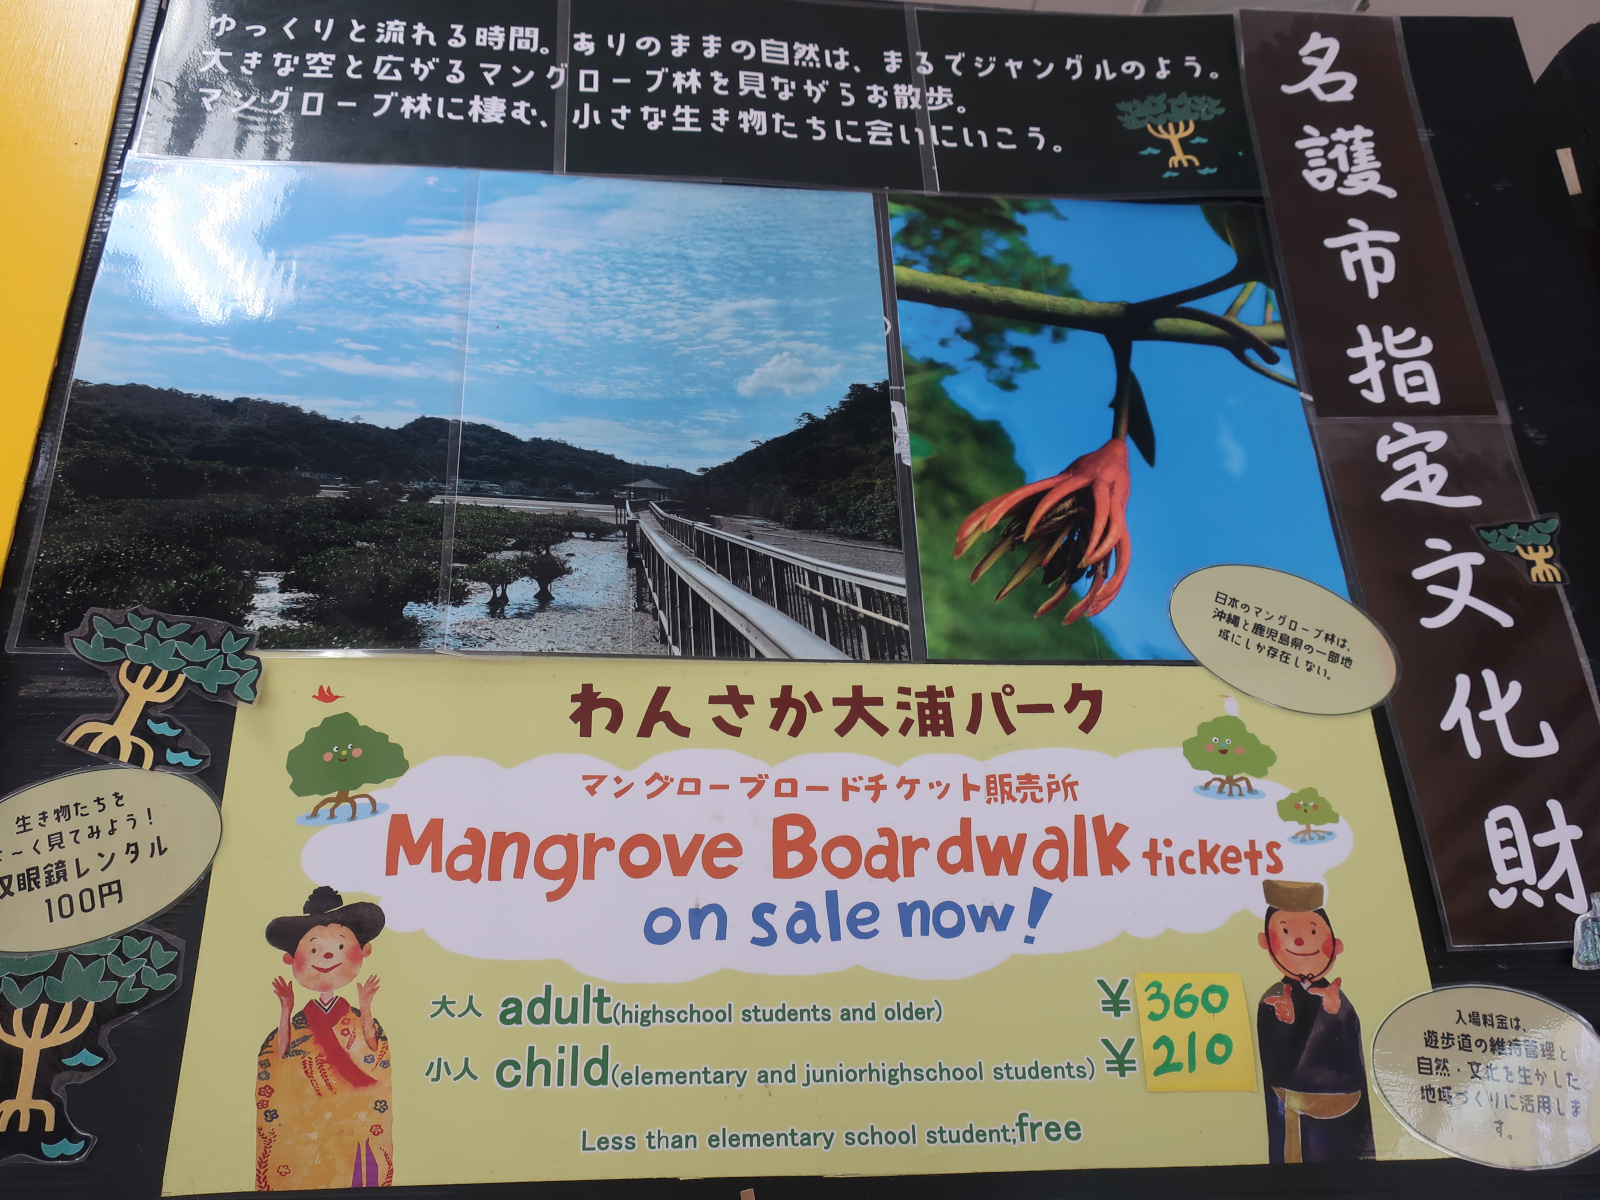 ゆっくりと流れる時間。ありのままの自然は、まるでジャングルのよう。
大きな空と広がるマングローブ林を見ながらお散歩。
マングローブ林に棲む、小さな生き物たちに会いにいこう。
名護市指定文化財
日本のマングローブ林は、
沖縄と鹿児島県の一部地
域にしか存在しない。
わんさか大浦パーク
マングローブロードチケット販売所
Mangrove Boardwalk tickets
on sale now!
生き物たちを
ーく見てみよう!
眼鏡レンタル
100円
大人 adult(highschool students and older) ¥360
小人 child(elementary and juniorhighschool students) ¥210
Less than elementary school student;free
入場料金は、
遊歩道の維持管理と
自然・文化を生かした
地域づくりに活用しま
す。